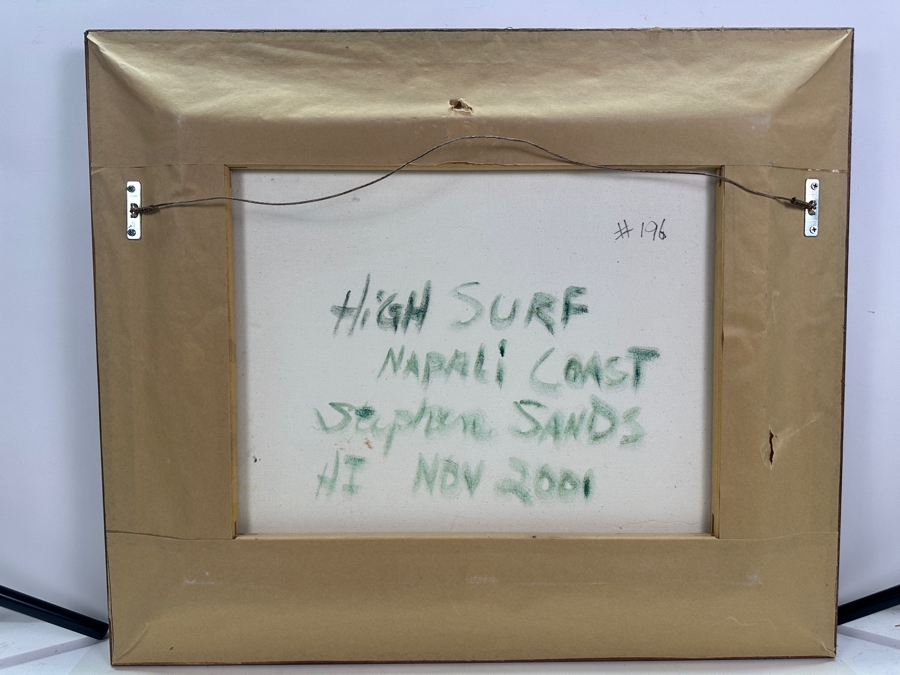 #196
HiGH SURF
NAPALi COAST
Stephen SANDS
HI NOV 2001